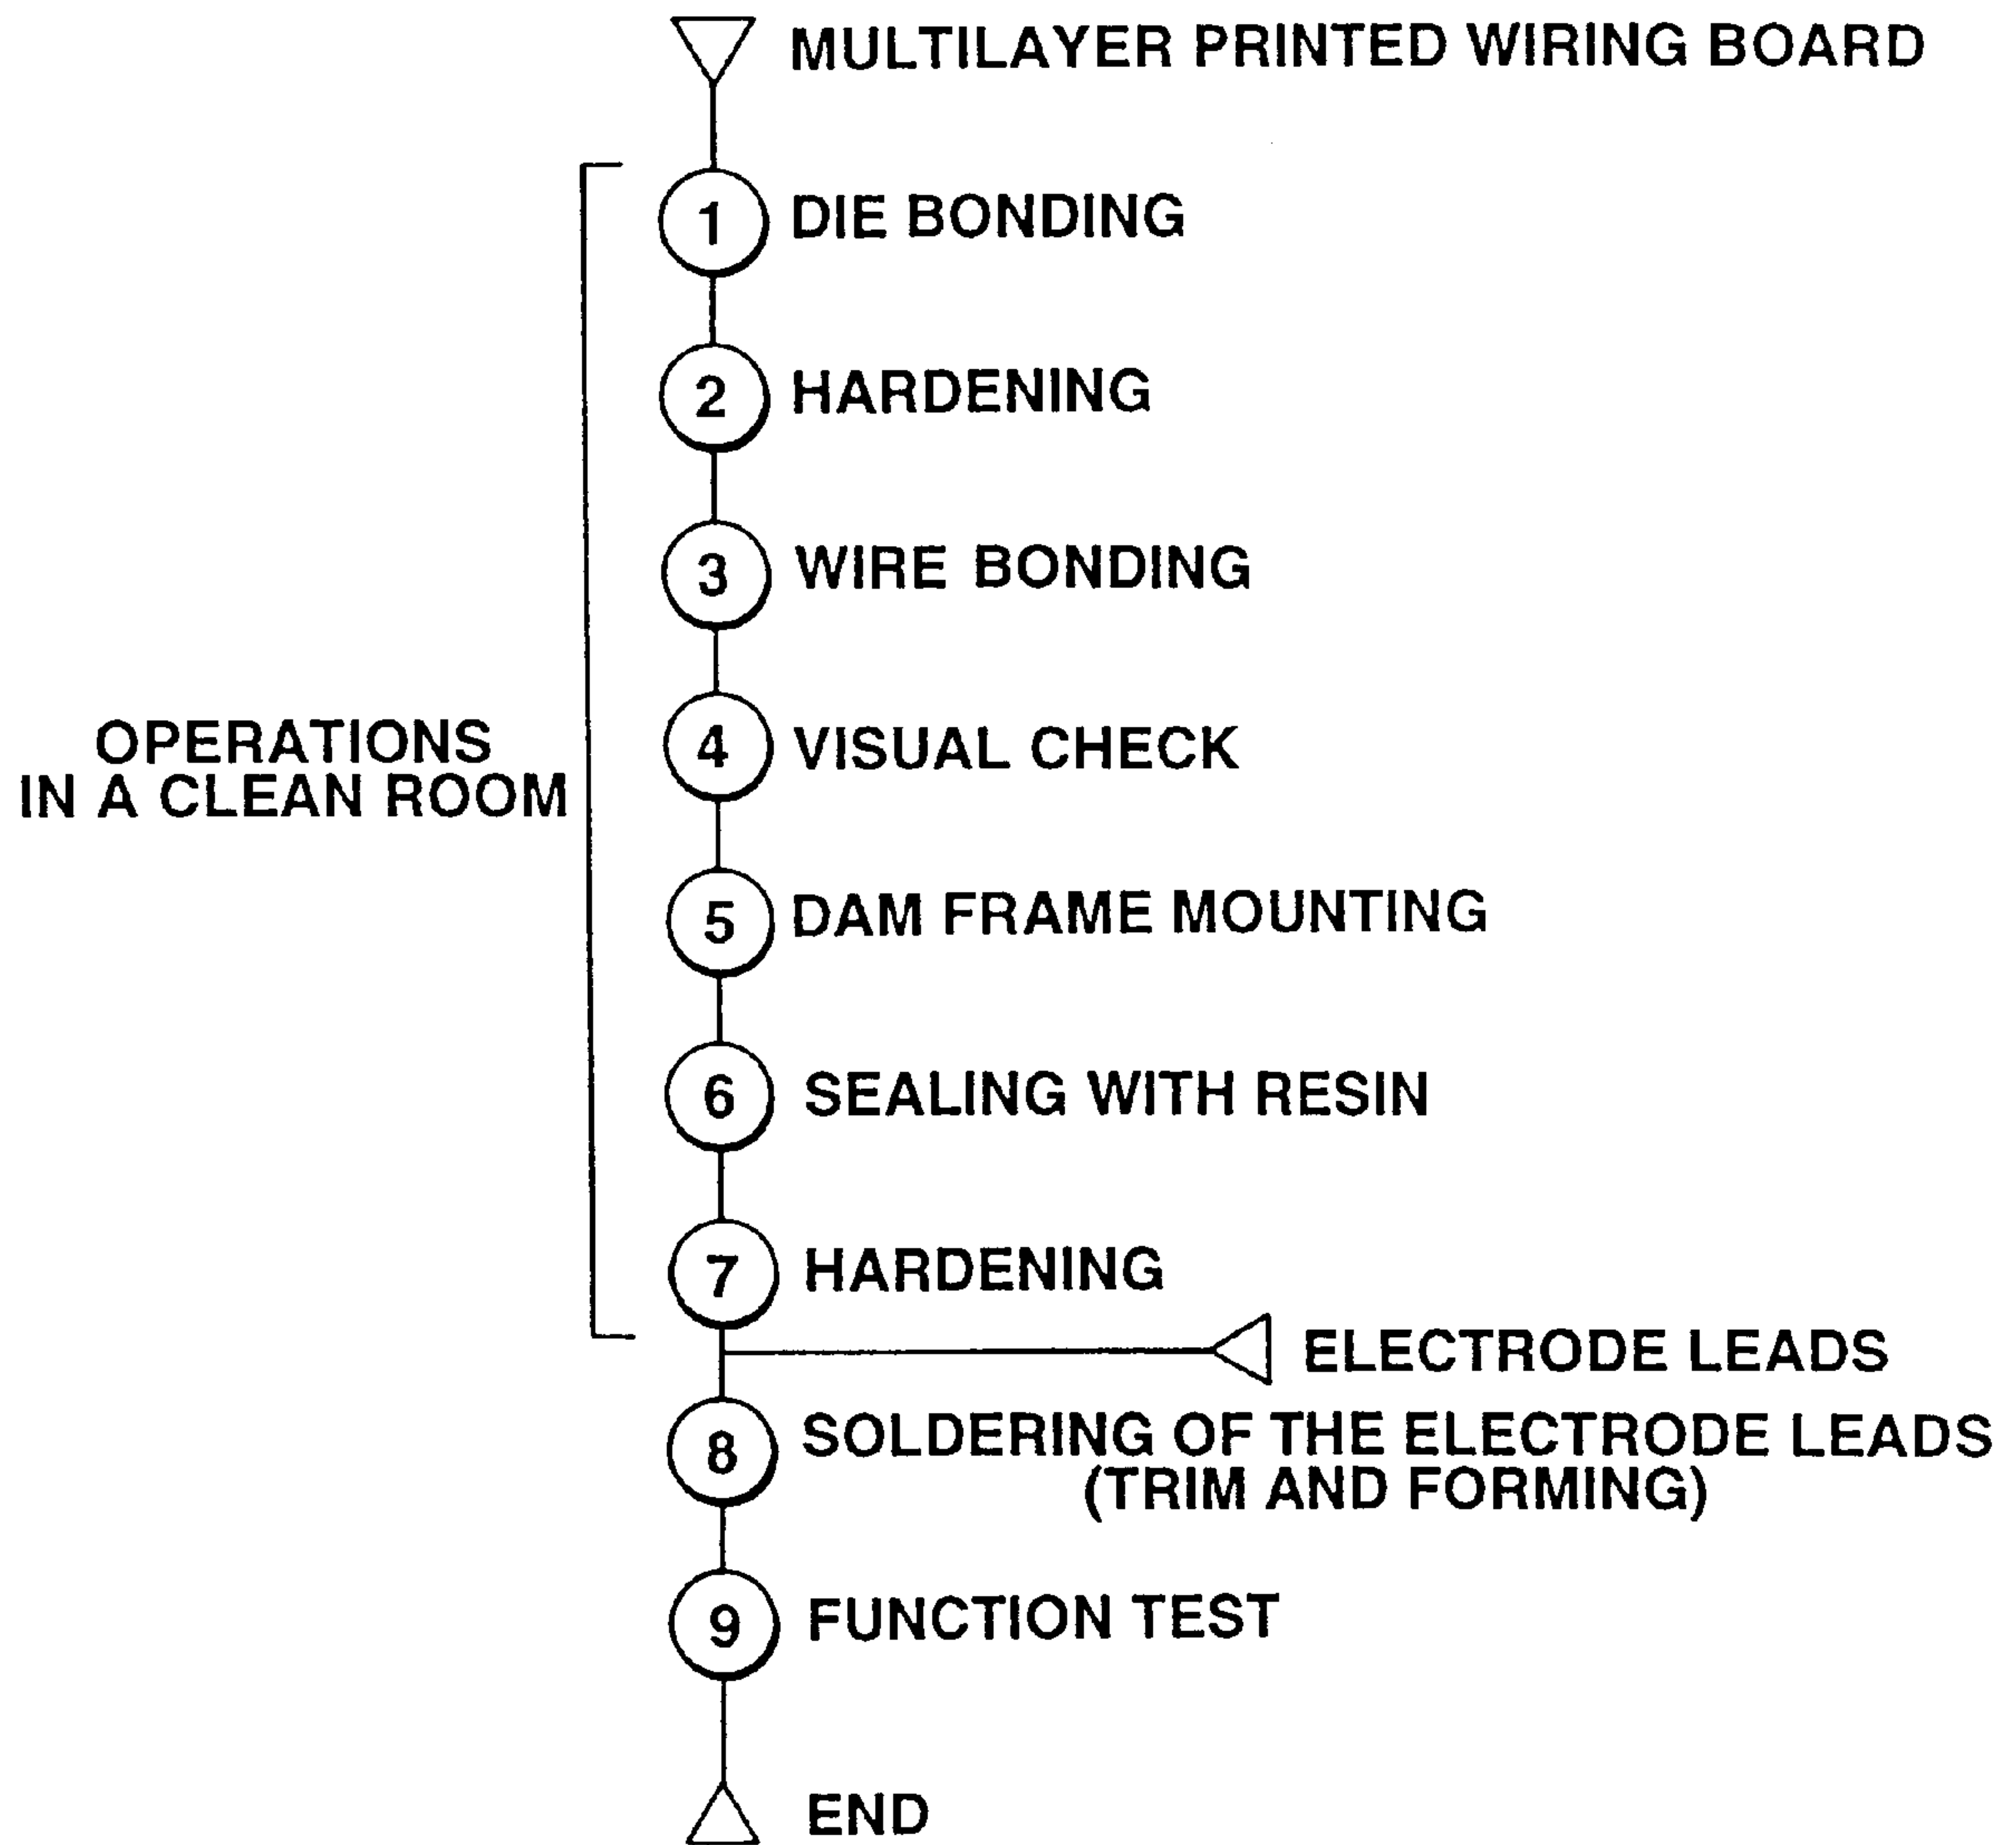 MULTILAYER PRINTED WIRING BOARD
1 DIE BONDING
2 HARDENING
3 WIRE BONDING
4 VISUAL CHECK
OPERATIONS
IN A CLEAN ROOM
5 DAM FRAME MOUNTING
6 SEALING WITH RESIN
7 HARDENING
ELECTRODE LEADS
8 SOLDERING OF THE ELECTRODE LEADS
(TRIM AND FORMING)
9 FUNCTION TEST
END